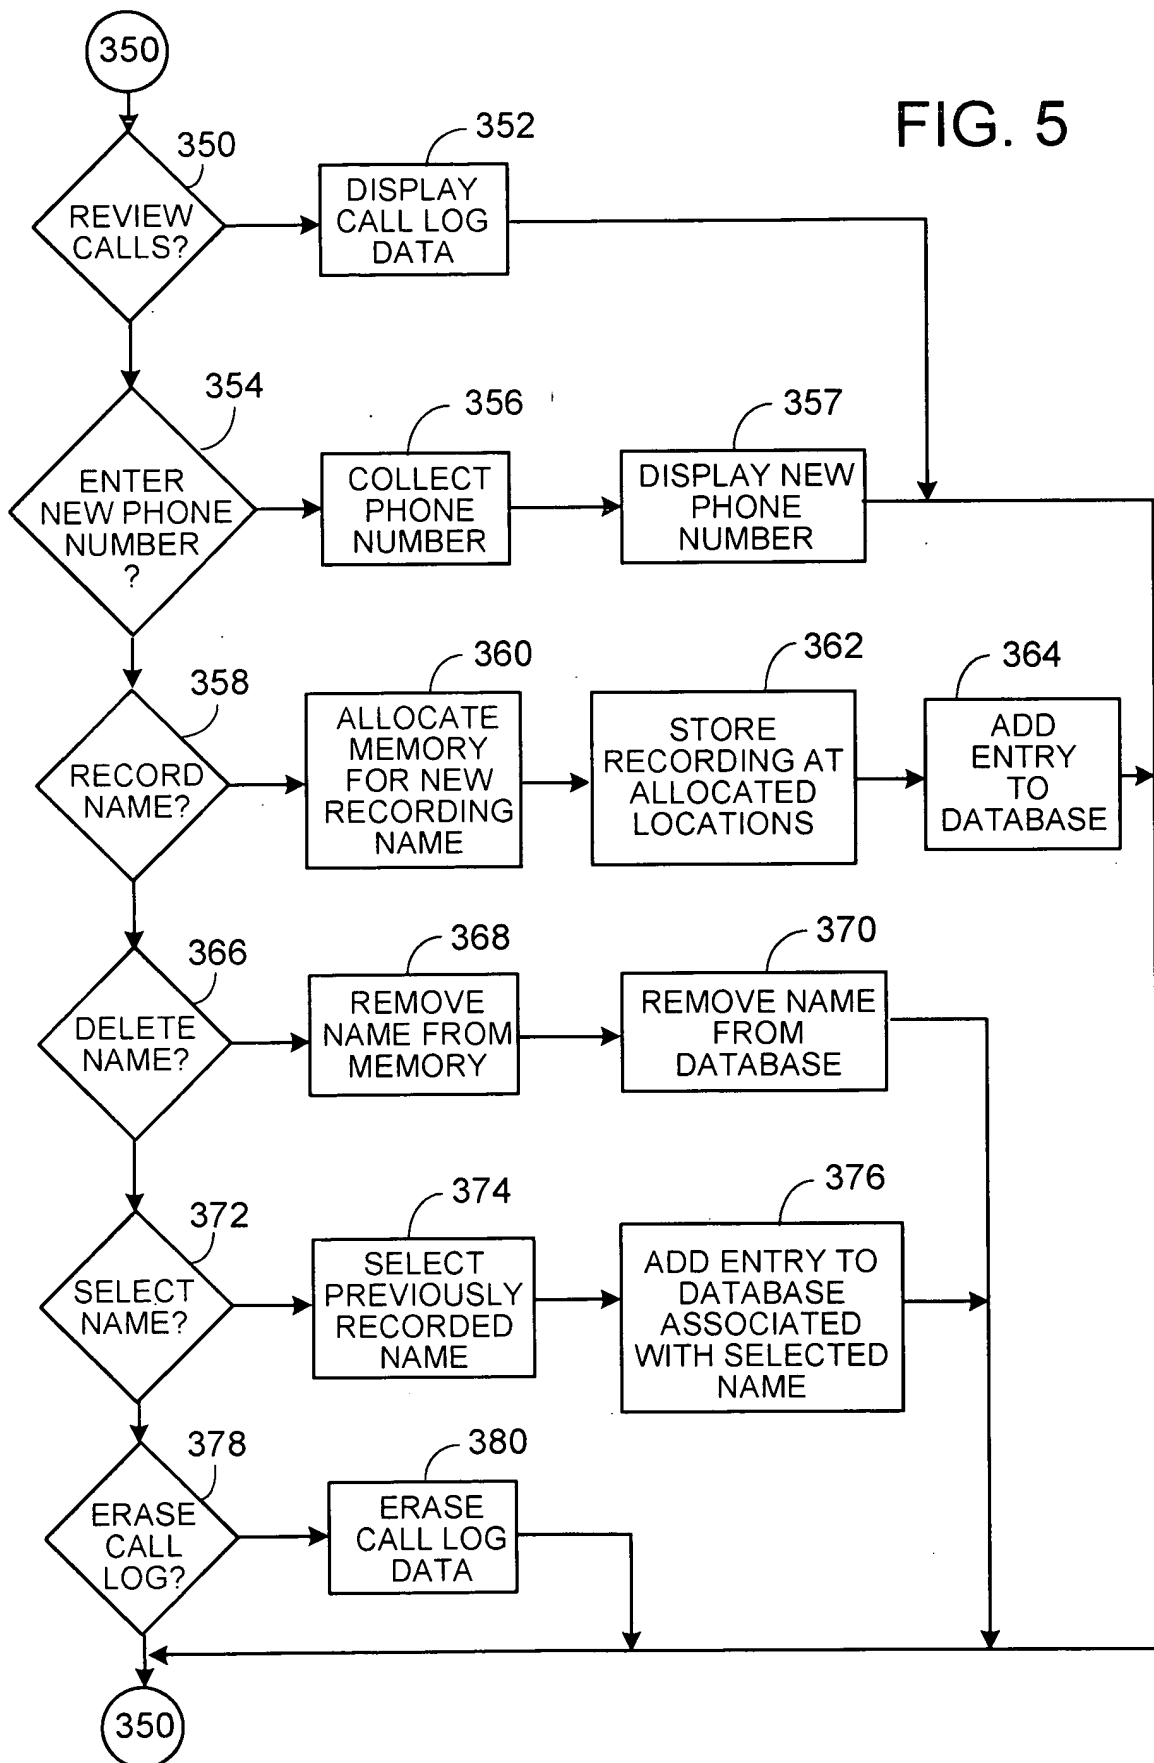 350
FIG. 5
350
352
REVIEW
CALLS?
DISPLAY
CALL LOG
DATA
354
356
357
ENTER
NEW PHONE
NUMBER
?
COLLECT
PHONE
NUMBER
DISPLAY NEW
PHONE
NUMBER
358
360
362
364
RECORD
NAME?
ALLOCATE
MEMORY
FOR NEW
RECORDING
NAME
STORE
RECORDING AT
ALLOCATED
LOCATIONS
ADD
ENTRY
TO
DATABASE
366
368
370
DELETE
NAME?
REMOVE
NAME FROM
MEMORY
REMOVE NAME
FROM
DATABASE
372
374
376
SELECT
NAME?
SELECT
PREVIOUSLY
RECORDED
NAME
ADD ENTRY TO
DATABASE
ASSOCIATED
WITH SELECTED
NAME
378
380
ERASE
CALL
LOG?
ERASE
CALL LOG
DATA
350